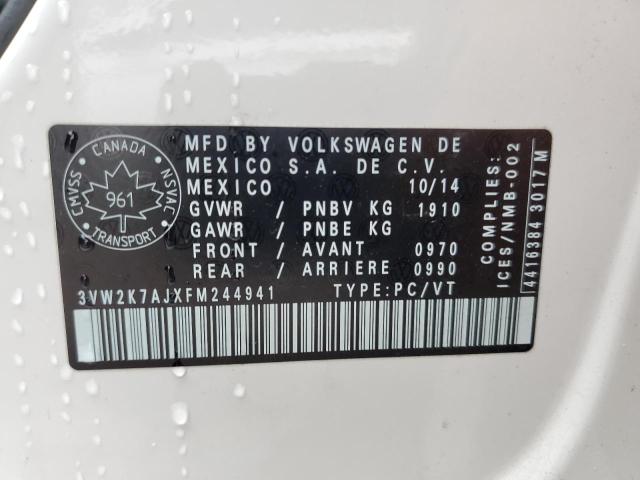 CMVSS CANADA NSVAC
961
TRANSPORT
MFD BY VOLKSWAGEN DE
MEXICO S.A. DE C.V.
MEXICO 10/14
GVWR / PNBV KG 1910
GAWR / PNBE KG
FRONT / AVANT 0970
REAR / ARRIERE 0990
3VW2K7AJXFM244941 TYPE:PC/VT
COMPLIES:
ICES/NMB-002
4416384 3017 M